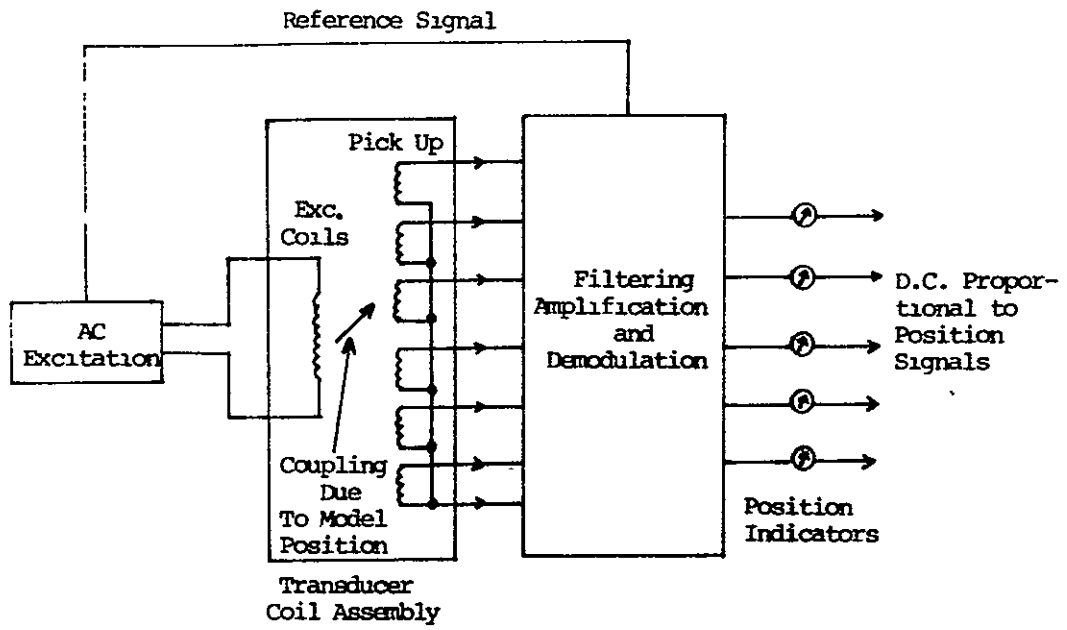 Reference Signal
Pick Up
Exc.
Coils
AC
Excitation
Filtering
Amplification
and
Demodulation
D.C. Propor-
tional to
Position
Signals
Coupling
Due
To Model
Position
Position
Indicators
Transducer
Coil Assembly